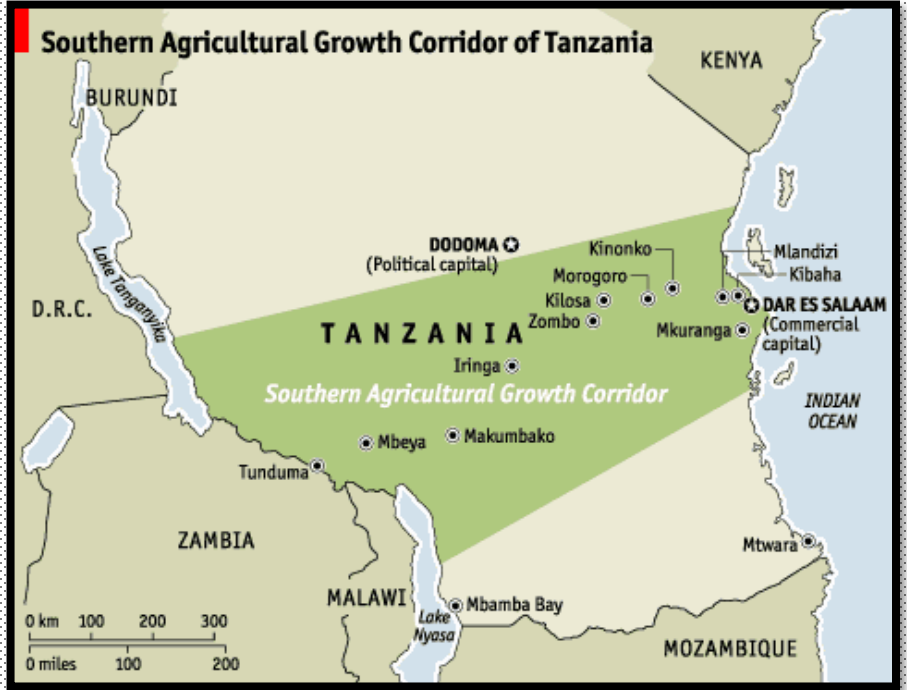 Southern Agricultural Growth Corridor of Tanzania
KENYA
BURUNDI
Lake Tanganyika
DODOMA
(Political capital)
Kinonko
Mlandizi
Morogoro
Kibaha
D.R.C.
Kilosa
DAR ES SALAAM
(Commercial
capital)
Zombo
TANZANIA
Mkuranga
Iringa
Southern Agricultural Growth Corridor
INDIAN
OCEAN
Mbeya
Makumbako
Tunduma
ZAMBIA
Mtwara
MALAWI
Mbamba Bay
Lake
Nyasa
MOZAMBIQUE
0 km 100 200 300
0 miles 100 200